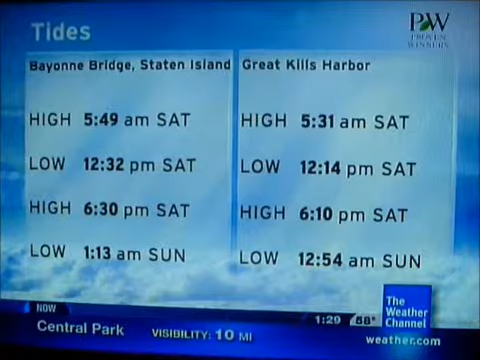 Tides
PW
PROVEN
WINNERS
Bayonne Bridge, Staten Island
HIGH 5:49 am SAT
LOW 12:32 pm SAT
HIGH 6:30 pm SAT
LOW 1:13 am SUN
Great Kills Harbor
HIGH 5:31 am SAT
LOW 12:14 pm SAT
HIGH 6:10 pm SAT
LOW 12:54 am SUN
NOW
1:29 88°
The
Weather
Channel
Central Park VISIBILITY: 10 MI
weather.com